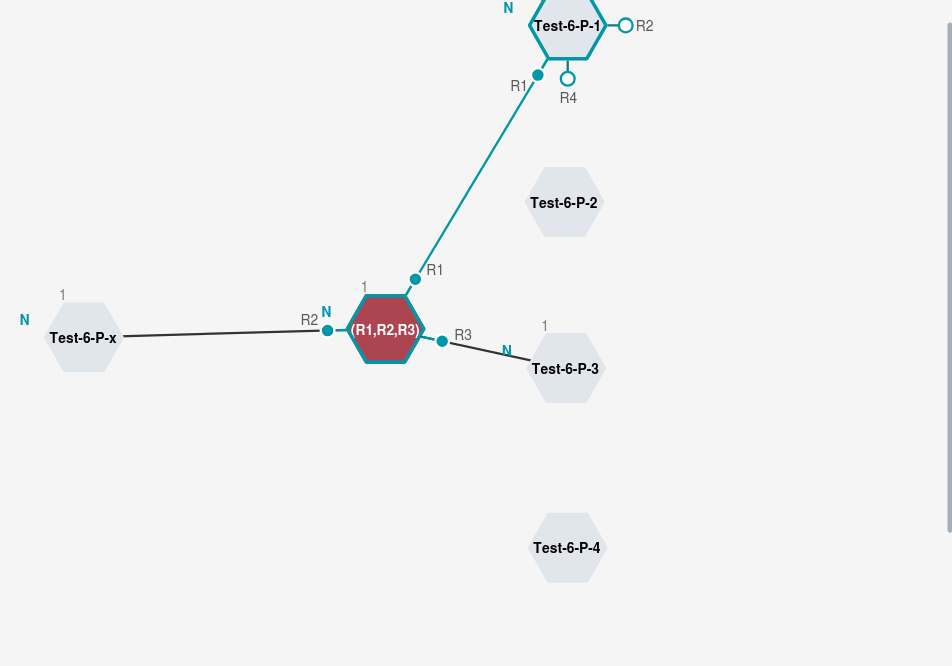 N
Test-6-P-1
R2
R1
R4
Test-6-P-2
R1
1
1
N
R2
(R1,R2,R3)
N
Test-6-P-x
R3
1
N
Test-6-P-3
Test-6-P-4